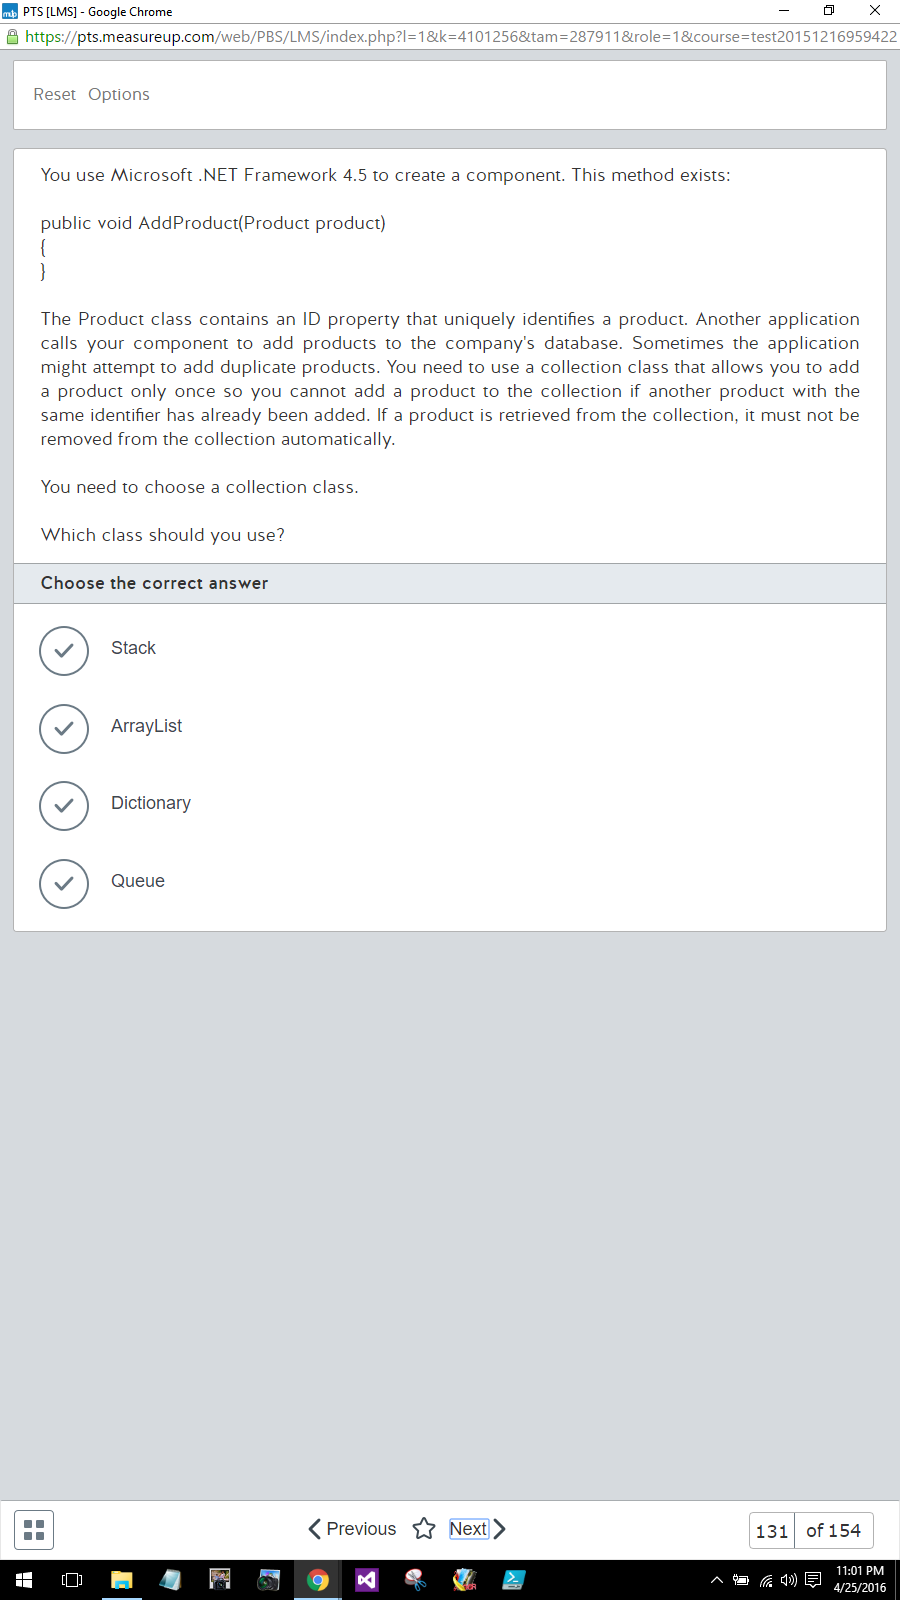 PTS [LMS] - Google Chrome
https://pts.measureup.com/web/PBS/LMS/index.php?l=1&k=4101256&tam=287911&role=1&course=test20151216959422
Reset Options
You use Microsoft .NET Framework 4.5 to create a component. This method exists:
public void AddProduct(Product product)
{
}
The Product class contains an ID property that uniquely identifies a product. Another application
calls your component to add products to the company's database. Sometimes the application
might attempt to add duplicate products. You need to use a collection class that allows you to add
a product only once so you cannot add a product to the collection if another product with the
same identifier has already been added. If a product is retrieved from the collection, it must not be
removed from the collection automatically.
You need to choose a collection class.
Which class should you use?
Choose the correct answer
Stack
ArrayList
Dictionary
Queue
Previous Next
131 of 154
11:01 PM
4/25/2016